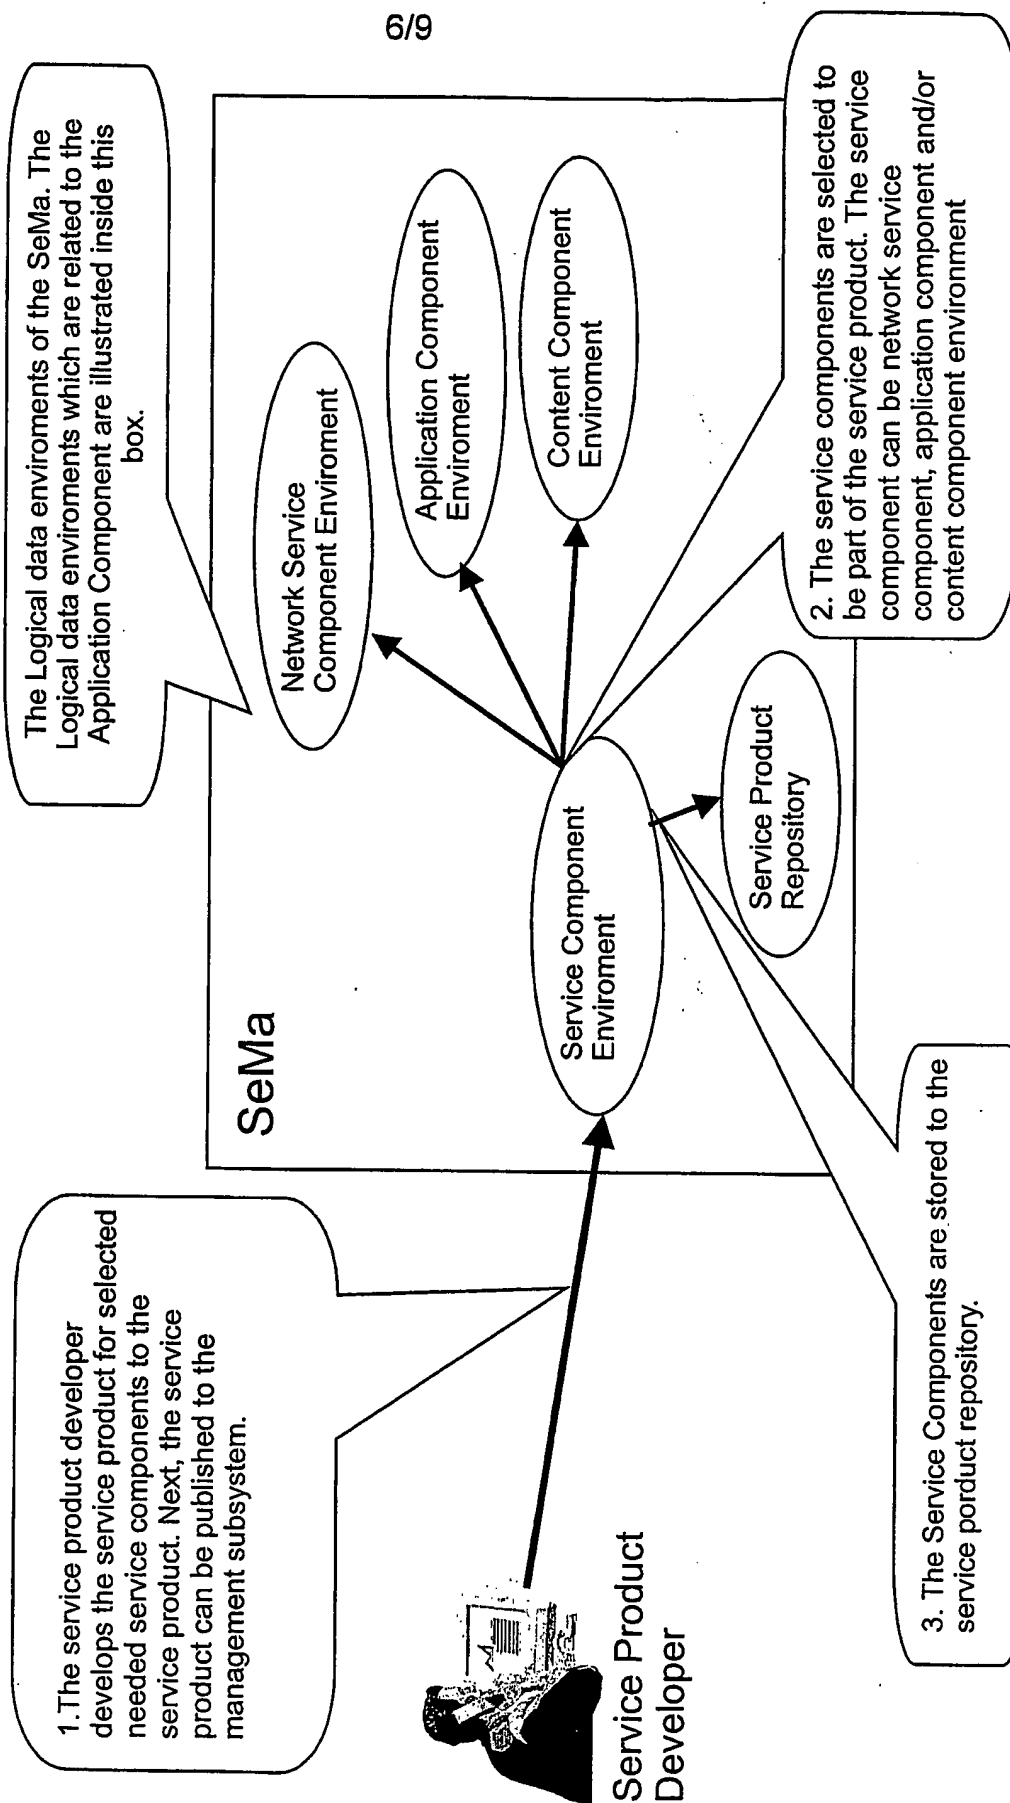 6/9
The Logical data enviroments of the SeMa. The
Logical data enviroments which are related to the
Application Component are illustrated inside this
box.
1.The service product developer
develops the service product for selected
needed service components to the
service product. Next, the service
product can be published to the
management subsystem.
SeMa
Network Service
Component Enviroment
Application Component
Enviroment
Content Component
Enviroment
Service Component
Enviroment
Service Product
Repository
Service Product
Developer
2. The service components are selected to
be part of the service product. The service
component can be network service
component, application component and/or
content component environment
3. The Service Components are stored to the
service porduct repository.